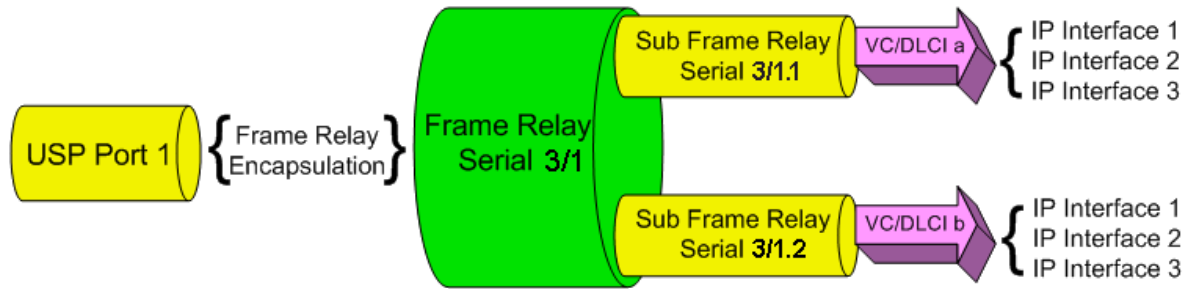 USP Port 1
Frame Relay
Encapsulation
Frame Relay
Serial 3/1
Sub Frame Relay
Serial 3/1.1
VC/DLCI a
IP Interface 1
IP Interface 2
IP Interface 3
Sub Frame Relay
Serial 3/1.2
VC/DLCI b
IP Interface 1
IP Interface 2
IP Interface 3